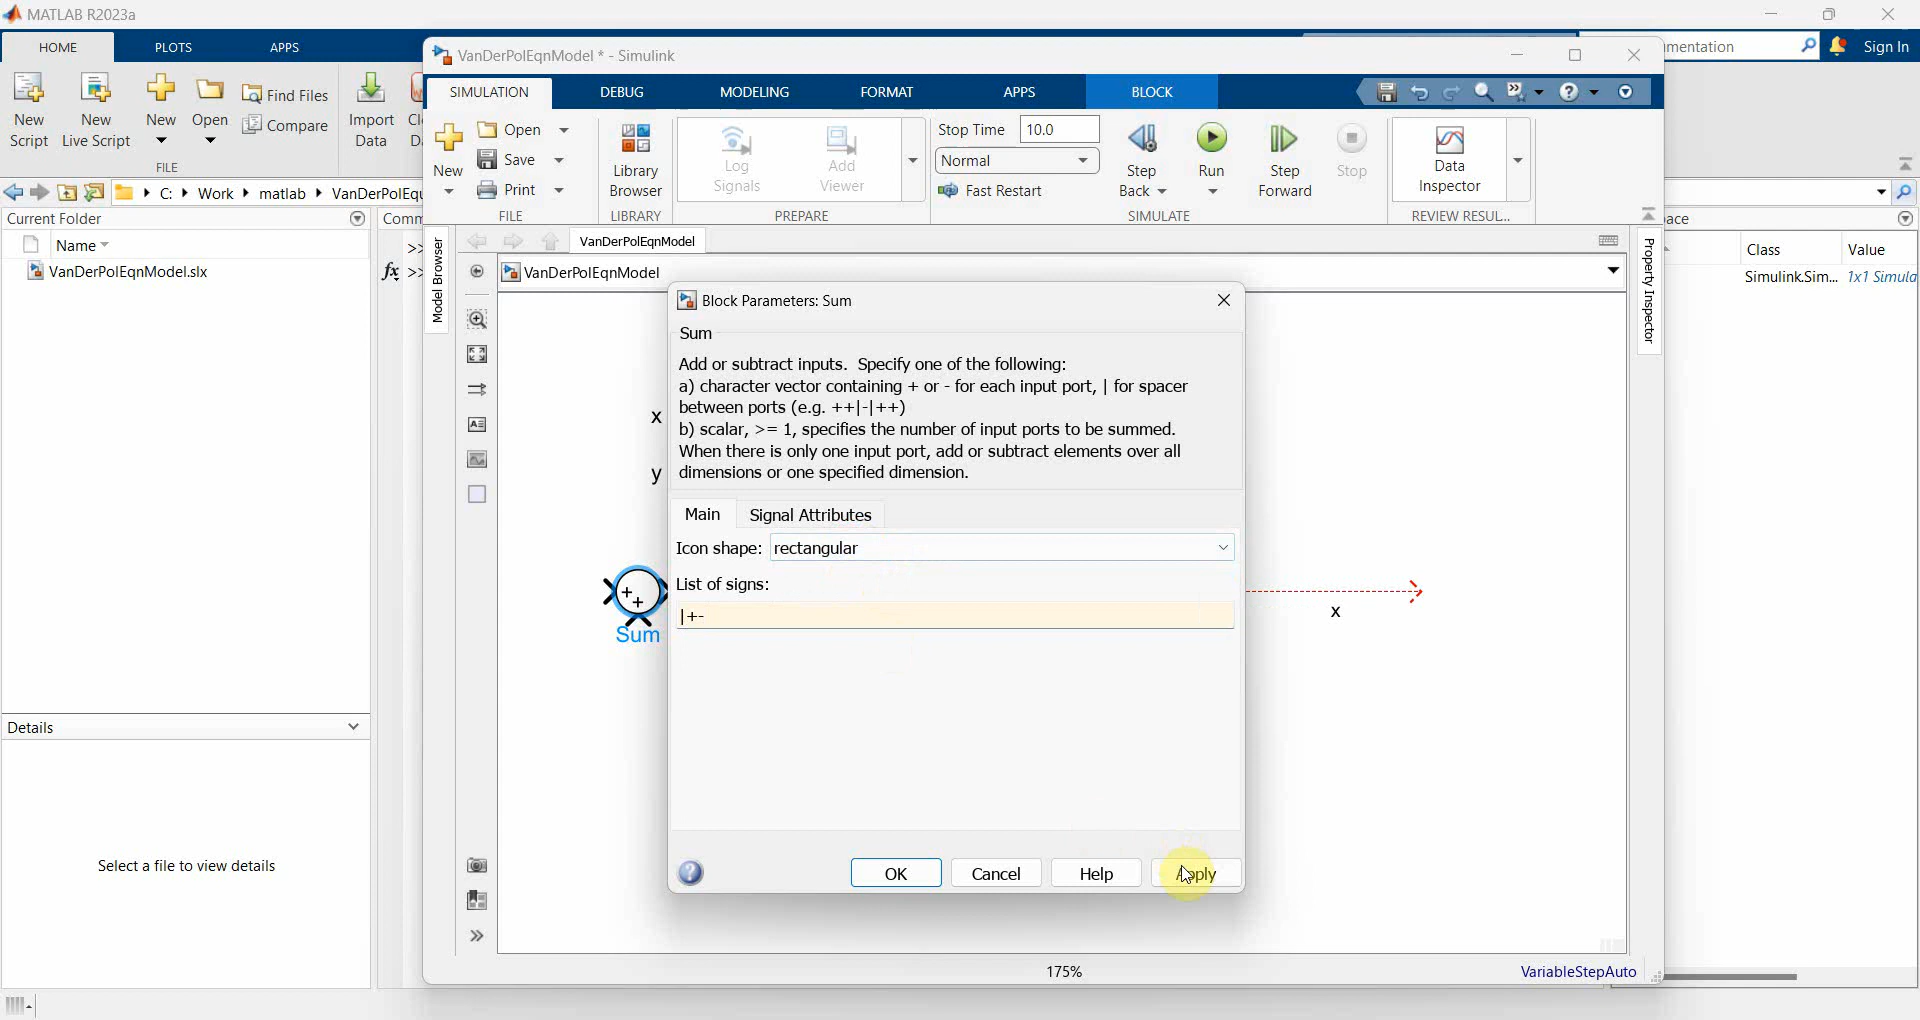 MATLAB R2023a
HOME PLOTS APPS
mentation
Sign In
New Script
New Live Script
New
Open
Find Files
Compare
Import Data
FILE
C: Work matlab VanDerPolEqu
Current Folder
Name
VanDerPolEqnModel.slx
Details
Select a file to view details
Comm
>>
fx >>
VanDerPolEqnModel * - Simulink
SIMULATION DEBUG MODELING FORMAT APPS BLOCK
New
Open
Save
Print
FILE
Library Browser
LIBRARY
Log Signals
Add Viewer
PREPARE
Stop Time 10.0
Normal
Fast Restart
Step Back
Run
Step Forward
Stop
SIMULATE
Data Inspector
REVIEW RESUL...
Model Browser
VanDerPolEqnModel
VanDerPolEqnModel
Property Inspector
x
y
++
Sum
x
Block Parameters: Sum
Sum
Add or subtract inputs. Specify one of the following:
a) character vector containing + or - for each input port, | for spacer
between ports (e.g. ++|-|++)
b) scalar, >= 1, specifies the number of input ports to be summed.
When there is only one input port, add or subtract elements over all
dimensions or one specified dimension.
Main Signal Attributes
Icon shape: rectangular
List of signs:
|+-
OK Cancel Help Apply
175%
VariableStepAuto
ace
Class Value
Simulink.Sim... 1x1 Simula